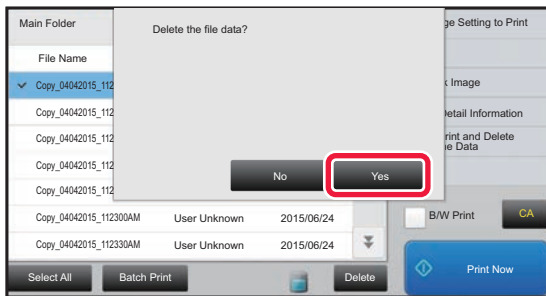 Main Folder
Delete the file data?
ge Setting to Print
File Name
Copy_04042015_112
k Image
Copy_04042015_112
Detail Information
Copy_04042015_112
rint and Delete
e Data
Copy_04042015_112
No
Yes
Copy_04042015_112
Copy_04042015_112300AM User Unknown 2015/06/24
B/W Print
CA
Copy_04042015_112330AM User Unknown 2015/06/24
Select All
Batch Print
Delete
Print Now